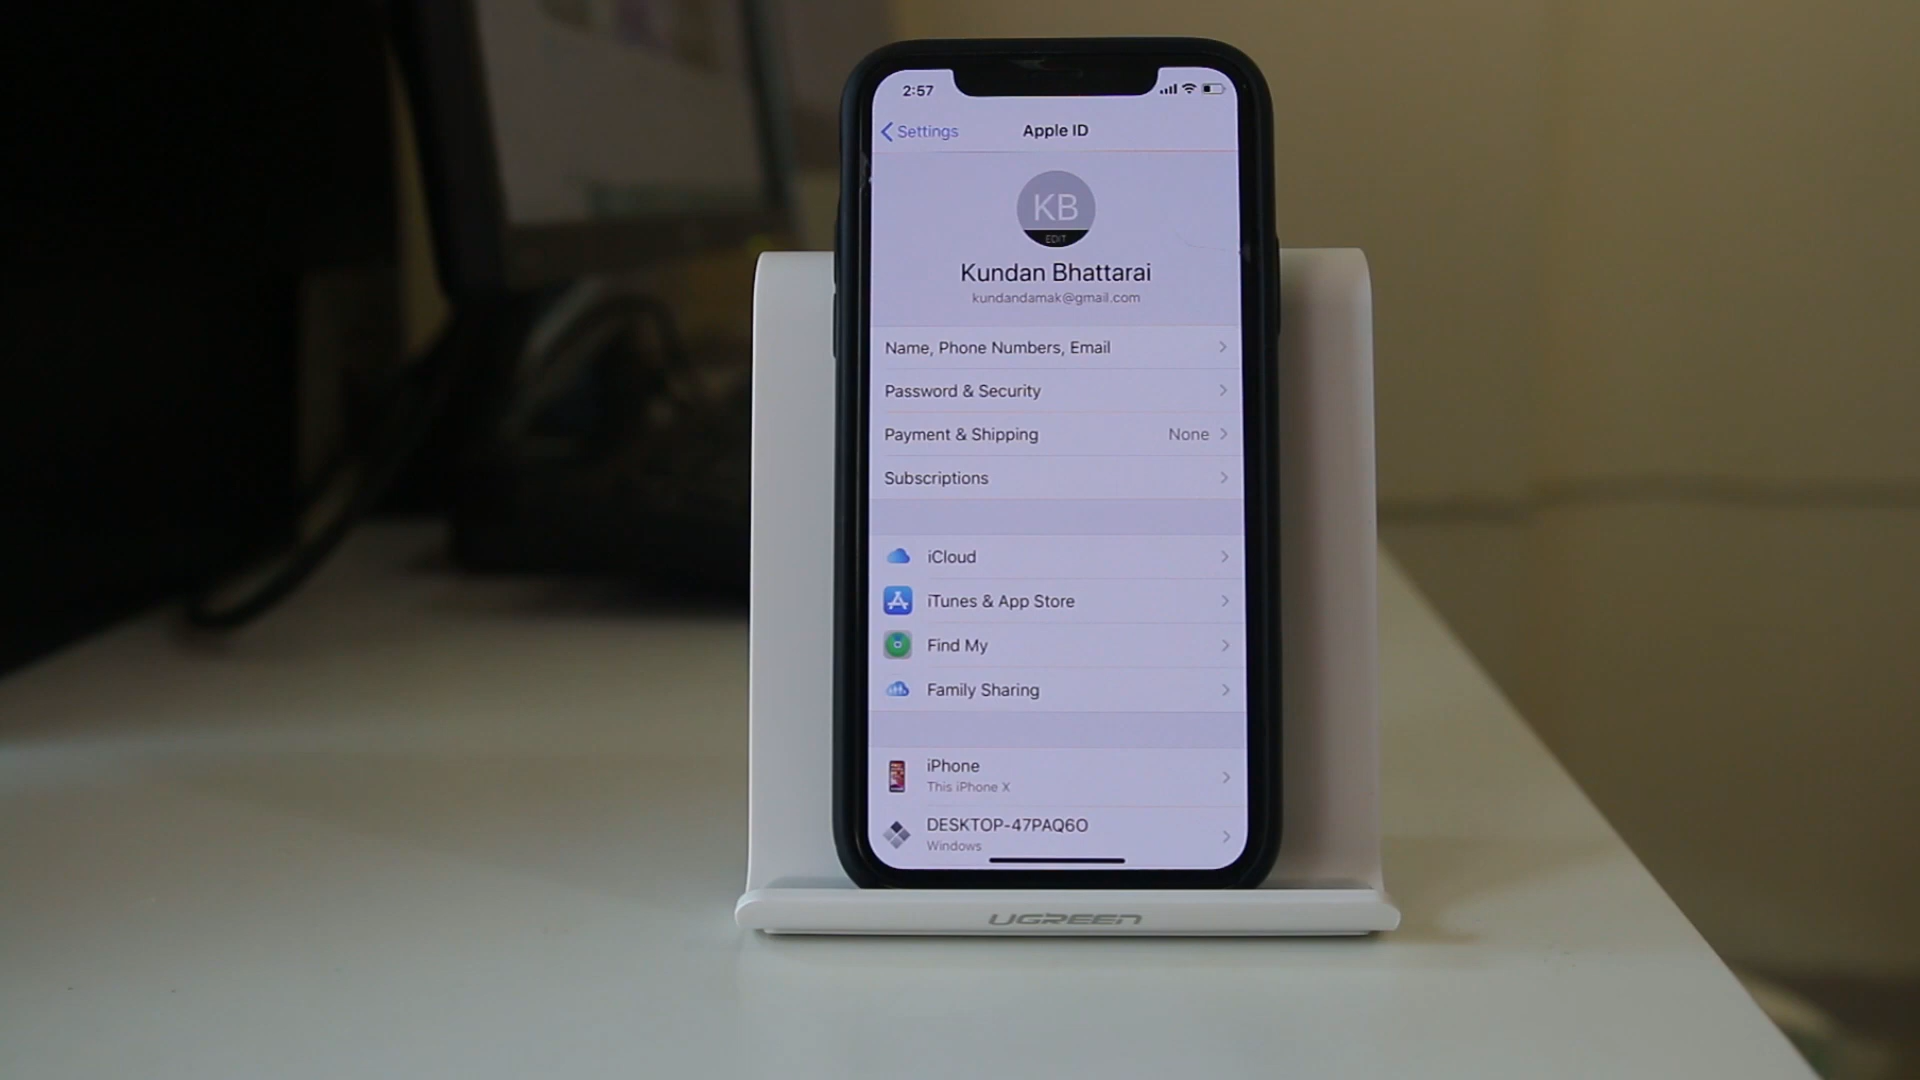 2:57
Settings
Apple ID
KB
EDIT
Kundan Bhattarai
kundandamak@gmail.com
Name, Phone Numbers, Email
Password & Security
Payment & Shipping None
Subscriptions
iCloud
iTunes & App Store
Find My
Family Sharing
iPhone
This iPhone X
DESKTOP-47PAQ6O
Windows
UGREEN